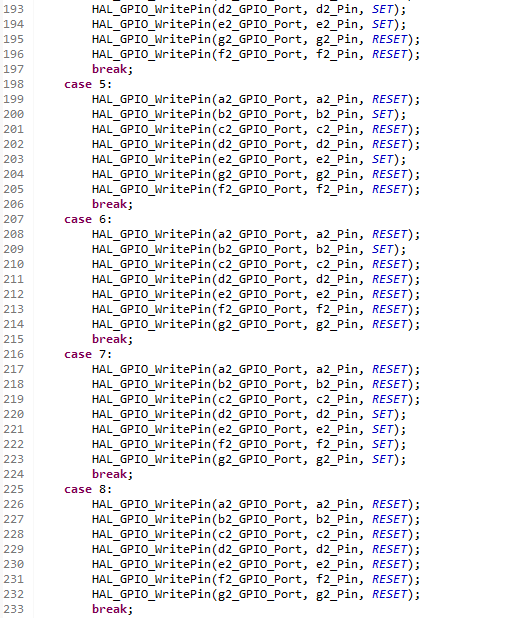 193         HAL_GPIO_WritePin(d2_GPIO_Port, d2_Pin, SET);
194         HAL_GPIO_WritePin(e2_GPIO_Port, e2_Pin, SET);
195         HAL_GPIO_WritePin(g2_GPIO_Port, g2_Pin, RESET);
196         HAL_GPIO_WritePin(f2_GPIO_Port, f2_Pin, RESET);
197         break;
198     case 5:
199         HAL_GPIO_WritePin(a2_GPIO_Port, a2_Pin, RESET);
200         HAL_GPIO_WritePin(b2_GPIO_Port, b2_Pin, SET);
201         HAL_GPIO_WritePin(c2_GPIO_Port, c2_Pin, RESET);
202         HAL_GPIO_WritePin(d2_GPIO_Port, d2_Pin, RESET);
203         HAL_GPIO_WritePin(e2_GPIO_Port, e2_Pin, SET);
204         HAL_GPIO_WritePin(g2_GPIO_Port, g2_Pin, RESET);
205         HAL_GPIO_WritePin(f2_GPIO_Port, f2_Pin, RESET);
206         break;
207     case 6:
208         HAL_GPIO_WritePin(a2_GPIO_Port, a2_Pin, RESET);
209         HAL_GPIO_WritePin(b2_GPIO_Port, b2_Pin, SET);
210         HAL_GPIO_WritePin(c2_GPIO_Port, c2_Pin, RESET);
211         HAL_GPIO_WritePin(d2_GPIO_Port, d2_Pin, RESET);
212         HAL_GPIO_WritePin(e2_GPIO_Port, e2_Pin, RESET);
213         HAL_GPIO_WritePin(f2_GPIO_Port, f2_Pin, RESET);
214         HAL_GPIO_WritePin(g2_GPIO_Port, g2_Pin, RESET);
215         break;
216     case 7:
217         HAL_GPIO_WritePin(a2_GPIO_Port, a2_Pin, RESET);
218         HAL_GPIO_WritePin(b2_GPIO_Port, b2_Pin, RESET);
219         HAL_GPIO_WritePin(c2_GPIO_Port, c2_Pin, RESET);
220         HAL_GPIO_WritePin(d2_GPIO_Port, d2_Pin, SET);
221         HAL_GPIO_WritePin(e2_GPIO_Port, e2_Pin, SET);
222         HAL_GPIO_WritePin(f2_GPIO_Port, f2_Pin, SET);
223         HAL_GPIO_WritePin(g2_GPIO_Port, g2_Pin, SET);
224         break;
225     case 8:
226         HAL_GPIO_WritePin(a2_GPIO_Port, a2_Pin, RESET);
227         HAL_GPIO_WritePin(b2_GPIO_Port, b2_Pin, RESET);
228         HAL_GPIO_WritePin(c2_GPIO_Port, c2_Pin, RESET);
229         HAL_GPIO_WritePin(d2_GPIO_Port, d2_Pin, RESET);
230         HAL_GPIO_WritePin(e2_GPIO_Port, e2_Pin, RESET);
231         HAL_GPIO_WritePin(f2_GPIO_Port, f2_Pin, RESET);
232         HAL_GPIO_WritePin(g2_GPIO_Port, g2_Pin, RESET);
233         break;